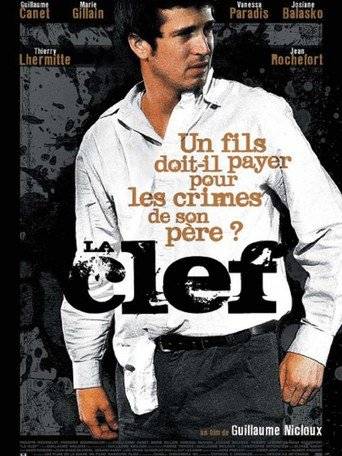 Guillaume Canet
Marie Gillain
Vanessa Paradis
Josiane Balasko
Thierry Lhermitte
Jean Rochefort
Un fils
doit-il payer
pour
les crimes
de son
père ?
LA
clef
un film de Guillaume Nicloux